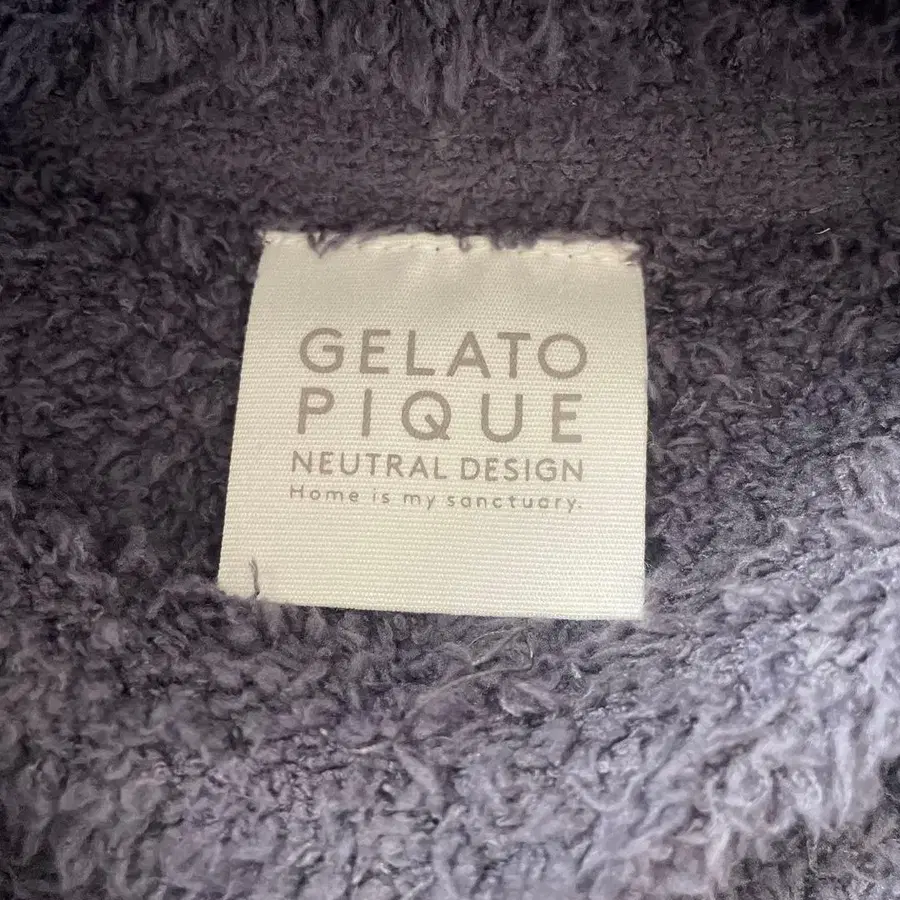 GELATO
PIQUE
NEUTRAL DESIGN
Home is my sanctuary.